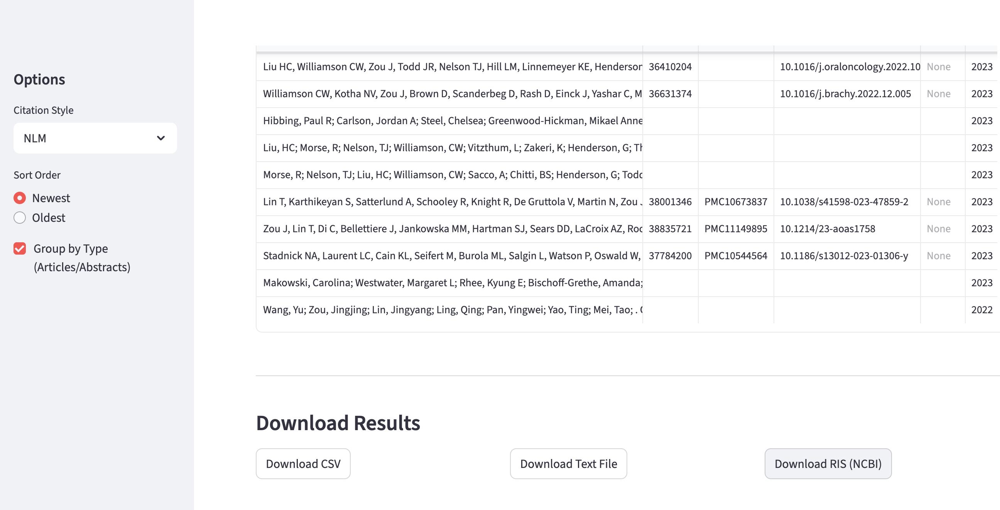 Options
Citation Style
NLM
Sort Order
Newest
Oldest
Group by Type
(Articles/Abstracts)
Liu HC, Williamson CW, Zou J, Todd JR, Nelson TJ, Hill LM, Linnemeyer KE, Henderson 36410204 10.1016/j.oraloncology.2022.10 None 2023
Williamson CW, Kotha NV, Zou J, Brown D, Scanderbeg D, Rash D, Einck J, Yashar C, M 36631374 10.1016/j.brachy.2022.12.005 None 2023
Hibbing, Paul R; Carlson, Jordan A; Steel, Chelsea; Greenwood-Hickman, Mikael Anne 2023
Liu, HC; Morse, R; Nelson, TJ; Williamson, CW; Vitzthum, L; Zakeri, K; Henderson, G; Th 2023
Morse, R; Nelson, TJ; Liu, HC; Williamson, CW; Sacco, A; Chitti, BS; Henderson, G; Todd 2023
Lin T, Karthikeyan S, Satterlund A, Schooley R, Knight R, De Gruttola V, Martin N, Zou J 38001346 PMC10673837 10.1038/s41598-023-47859-2 None 2023
Zou J, Lin T, Di C, Bellettiere J, Jankowska MM, Hartman SJ, Sears DD, LaCroix AZ, Roc 38835721 PMC11149895 10.1214/23-aoas1758 None 2023
Stadnick NA, Laurent LC, Cain KL, Seifert M, Burola ML, Salgin L, Watson P, Oswald W, 37784200 PMC10544564 10.1186/s13012-023-01306-y None 2023
Makowski, Carolina; Westwater, Margaret L; Rhee, Kyung E; Bischoff-Grethe, Amanda; 2023
Wang, Yu; Zou, Jingjing; Lin, Jingyang; Ling, Qing; Pan, Yingwei; Yao, Ting; Mei, Tao; . 2022
Download Results
Download CSV
Download Text File
Download RIS (NCBI)